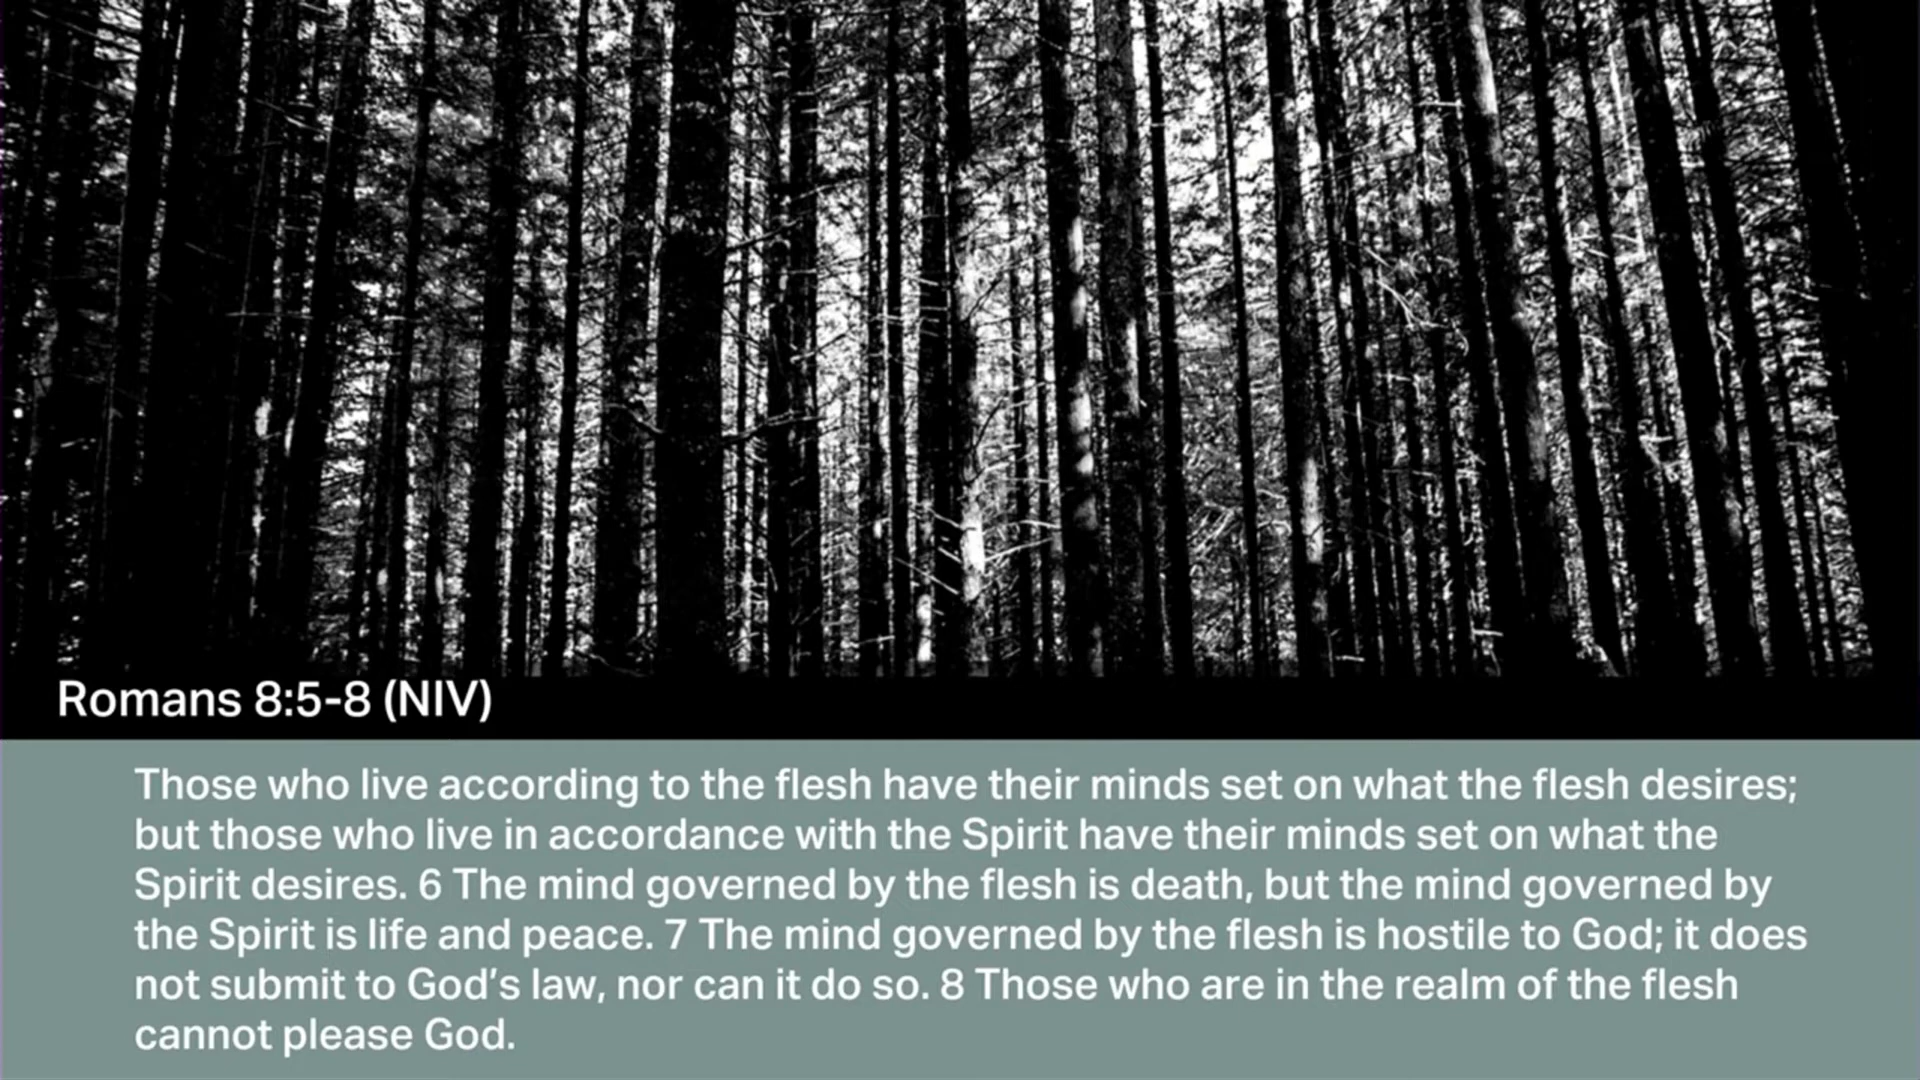 Romans 8:5-8 (NIV)
Those who live according to the flesh have their minds set on what the flesh desires;
but those who live in accordance with the Spirit have their minds set on what the
Spirit desires. 6 The mind governed by the flesh is death, but the mind governed by
the Spirit is life and peace. 7 The mind governed by the flesh is hostile to God; it does
not submit to God’s law, nor can it do so. 8 Those who are in the realm of the flesh
cannot please God.